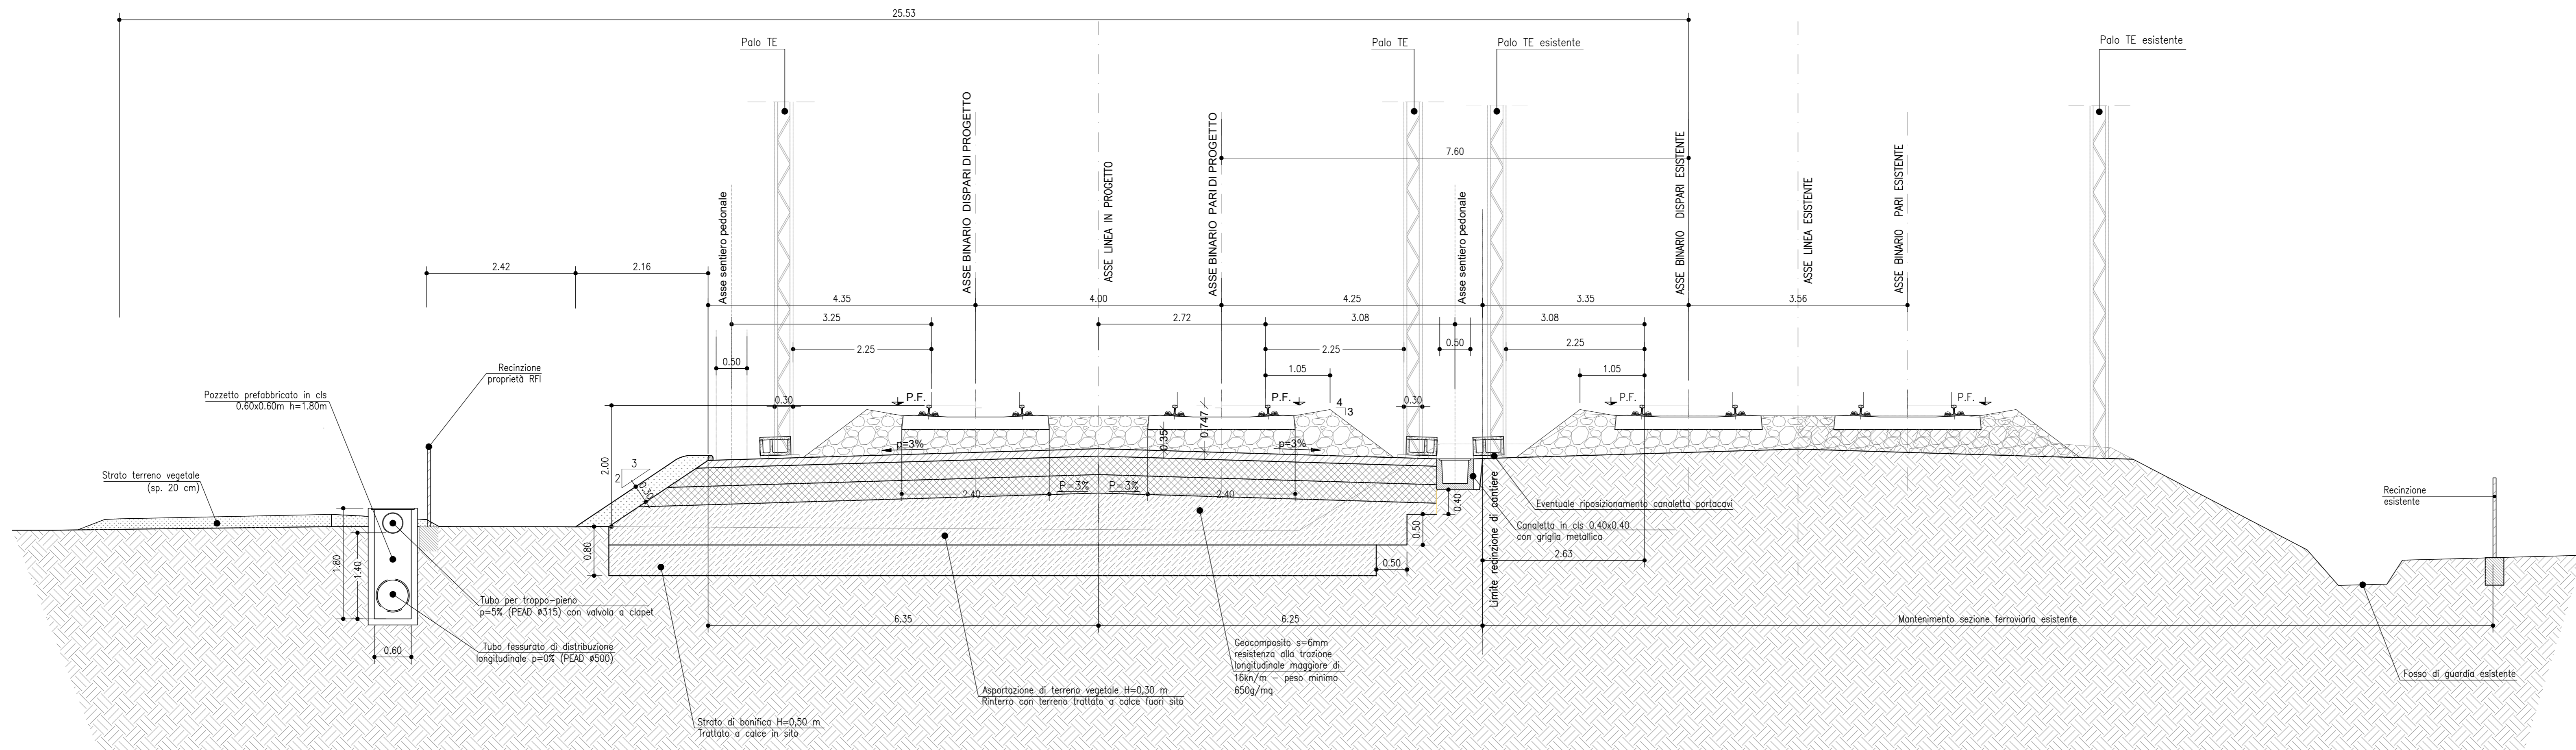 25.53
Palo TE
Palo TE
Palo TE esistente
Palo TE esistente
ASSE BINARIO DISPARI DI PROGETTO
ASSE LINEA IN PROGETTO
ASSE BINARIO PARI DI PROGETTO
ASSE BINARIO DISPARI ESISTENTE
ASSE LINEA ESISTENTE
ASSE BINARIO PARI ESISTENTE
7.60
Asse sentiero pedonale
Asse sentiero pedonale
2.42
2.16
4.35
4.00
4.25
3.35
3.56
3.25
2.72
3.08
3.08
2.25
2.25
0.50
2.25
0.50
1.05
1.05
Recinzione
proprietà RFI
Pozzetto prefabbricato in cls
0.60x0.60m h=1.80m
0.30
P.F.
P.F.
0.30
4
3
P.F.
P.F.
0.35
0.747
p=3%
p=3%
2.00
3
2
0.30
Strato terreno vegetale
(sp. 20 cm)
2.40
P=3%
P=3%
2.40
0.40
0.50
Limite recinzione di cantiere
Eventuale riposizionamento canaletta portacavi
Canaletta in cls 0.40x0.40
con griglia metallica
Recinzione
esistente
1.80
1.40
0.80
0.50
2.63
Tubo per troppo-pieno
p=5% (PEAD ø315) con valvola a clapet
0.60
Tubo fessurato di distribuzione
longitudinale p=0% (PEAD ø500)
6.35
6.25
Mantenimento sezione ferroviaria esistente
Geocomposito s=6mm
resistenza alla trazione
longitudinale maggiore di
16kn/m - peso minimo
650g/mq
Fosso di guardia esistente
Asportazione di terreno vegetale H=0,30 m
Rinterro con terreno trattato a calce fuori sito
Strato di bonifica H=0,50 m
Trattato a calce in sito